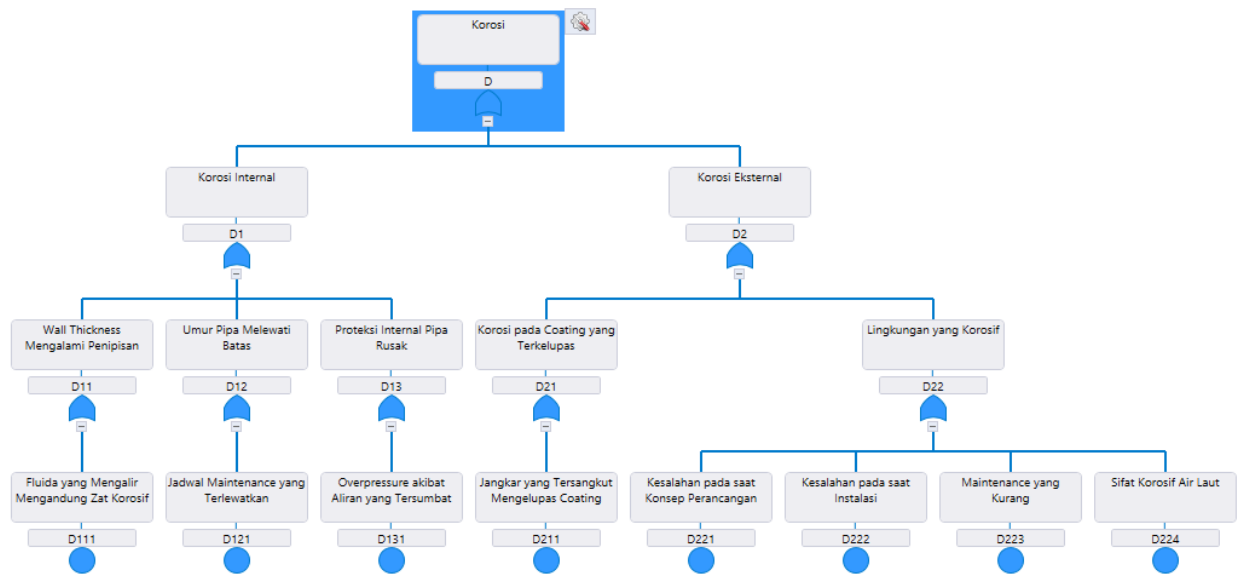 Korosi
D
Korosi Internal
Korosi Eksternal
D1
D2
Wall Thickness
Mengalami Penipisan
Umur Pipa Melewati
Batas
Proteksi Internal Pipa
Rusak
Korosi pada Coating yang
Terkelupas
Lingkungan yang Korosif
D11
D12
D13
D21
D22
Fluida yang Mengalir
Mengandung Zat Korosif
Jadwal Maintenance yang
Terlewatkan
Overpressure akibat
Aliran yang Tersumbat
Jangkar yang Tersangkut
Mengelupas Coating
Kesalahan pada saat
Konsep Perancangan
Kesalahan pada saat
Instalasi
Maintenance yang
Kurang
Sifat Korosif Air Laut
D111
D121
D131
D211
D221
D222
D223
D224